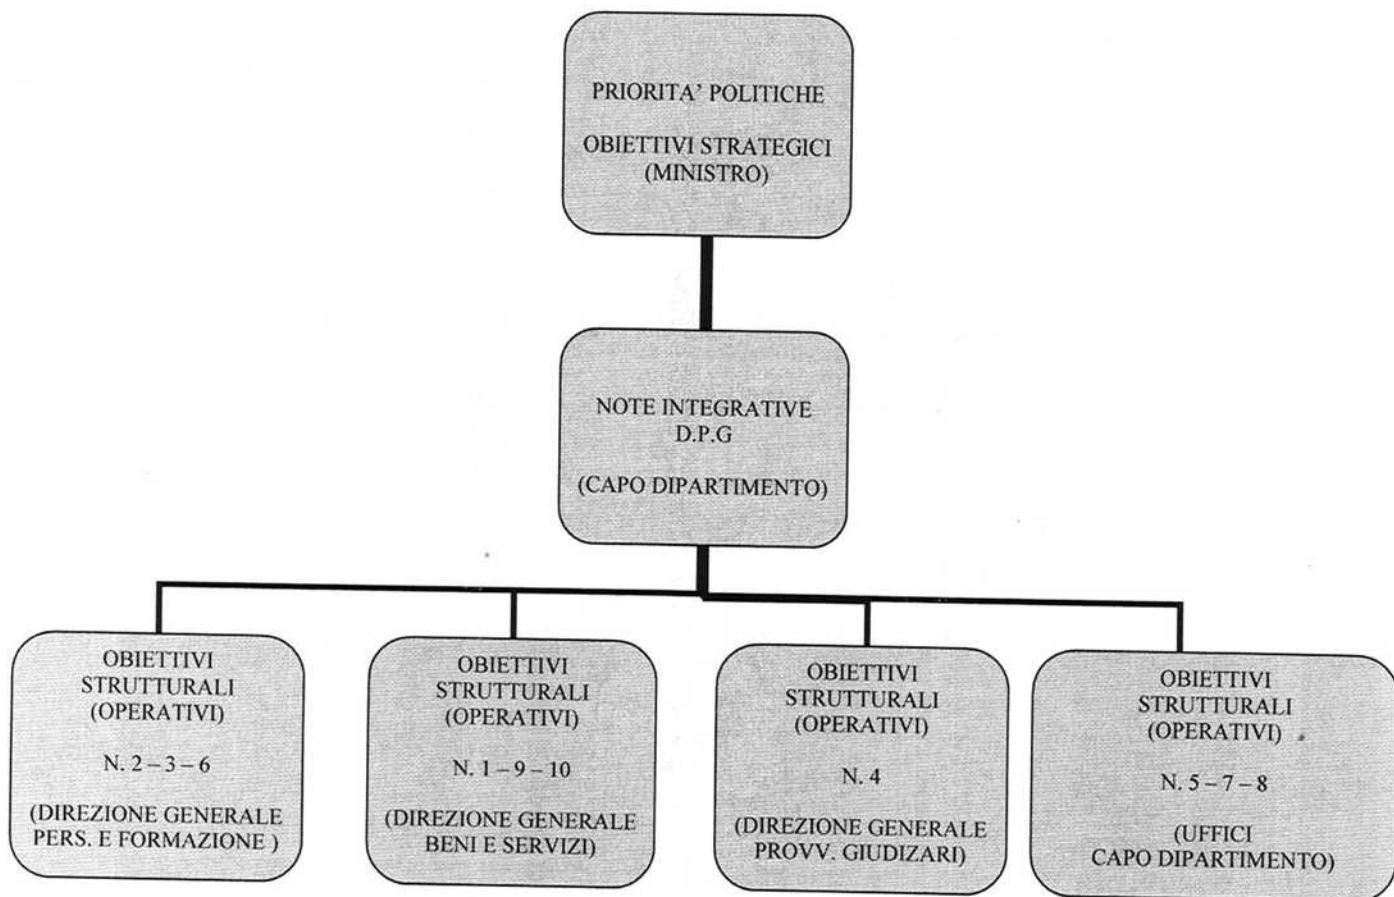 PRIORITA' POLITICHE
OBIETTIVI STRATEGICI
(MINISTRO)
NOTE INTEGRATIVE
D.P.G
(CAPO DIPARTIMENTO)
OBIETTIVI
STRUTTURALI
(OPERATIVI)
N. 2 – 3 – 6
(DIREZIONE GENERALE
PERS. E FORMAZIONE )
OBIETTIVI
STRUTTURALI
(OPERATIVI)
N. 1 – 9 – 10
(DIREZIONE GENERALE
BENI E SERVIZI)
OBIETTIVI
STRUTTURALI
(OPERATIVI)
N. 4
(DIREZIONE GENERALE
PROVV. GIUDIZARI)
OBIETTIVI
STRUTTURALI
(OPERATIVI)
N. 5 – 7 – 8
(UFFICI
CAPO DIPARTIMENTO)